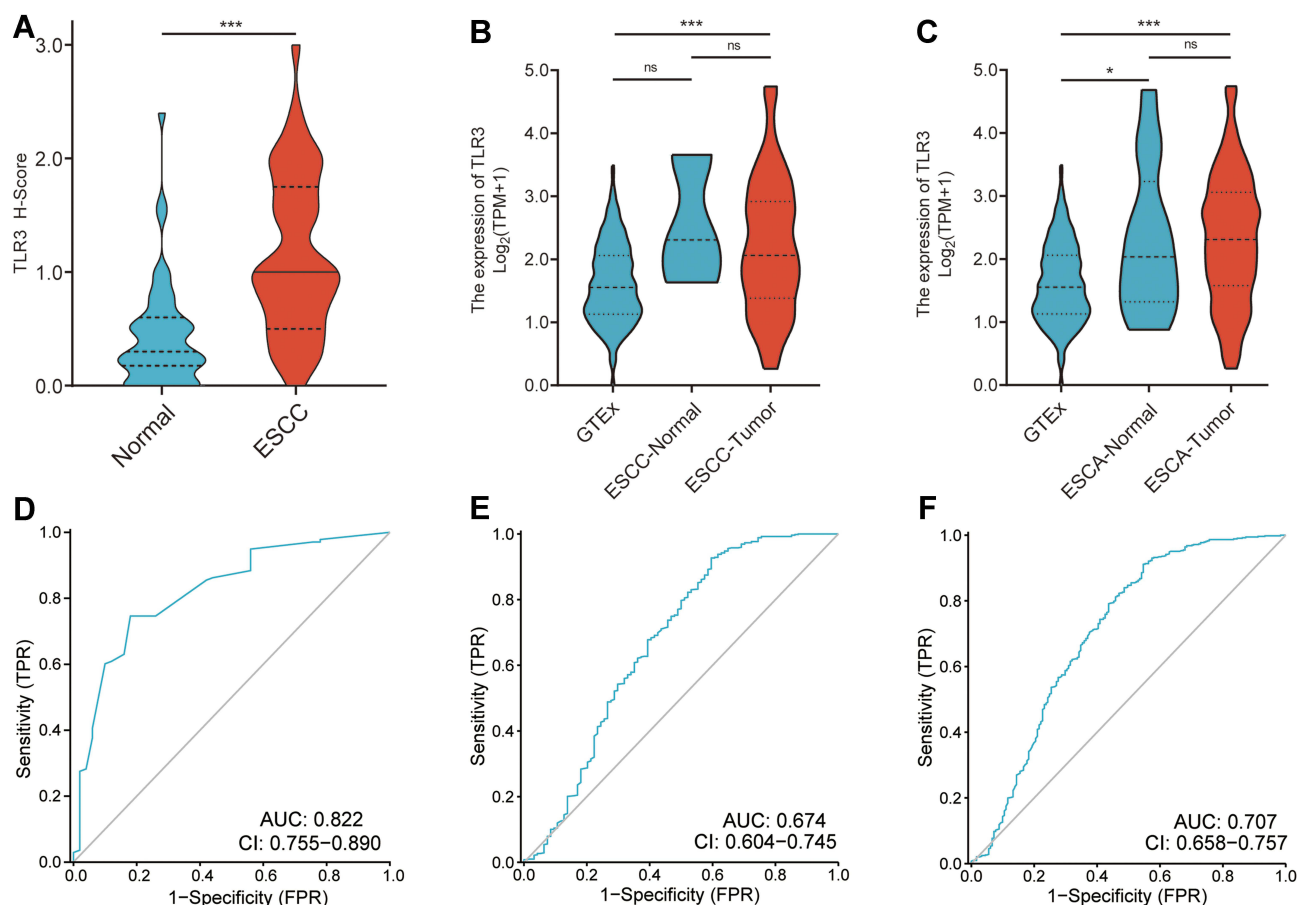 A
***
TLR3 H-Score
3.0
2.0
1.0
0.0
Normal
ESCC
B
***
ns
ns
The expression of TLR3
Log2(TPM+1)
5.0
4.0
3.0
2.0
1.0
0.0
GTEx
ESCC-Normal
ESCC-Tumor
C
***
ns
*
The expression of TLR3
Log2(TPM+1)
5.0
4.0
3.0
2.0
1.0
0.0
GTEx
ESCA-Normal
ESCA-Tumor
D
Sensitivity (TPR)
1.0
0.8
0.6
0.4
0.2
0.0
AUC: 0.822
CI: 0.755−0.890
0.0 0.2 0.4 0.6 0.8 1.0
1−Specificity (FPR)
E
Sensitivity (TPR)
1.0
0.8
0.6
0.4
0.2
0.0
AUC: 0.674
CI: 0.604−0.745
0.0 0.2 0.4 0.6 0.8 1.0
1−Specificity (FPR)
F
Sensitivity (TPR)
1.0
0.8
0.6
0.4
0.2
0.0
AUC: 0.707
CI: 0.658−0.757
0.0 0.2 0.4 0.6 0.8 1.0
1−Specificity (FPR)